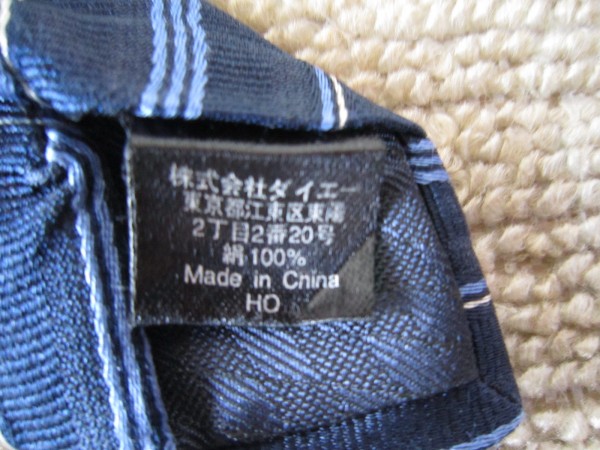 株式会社ダイエー
東京都江東区東陽
2丁目2番20号
絹100%
Made in China
HO